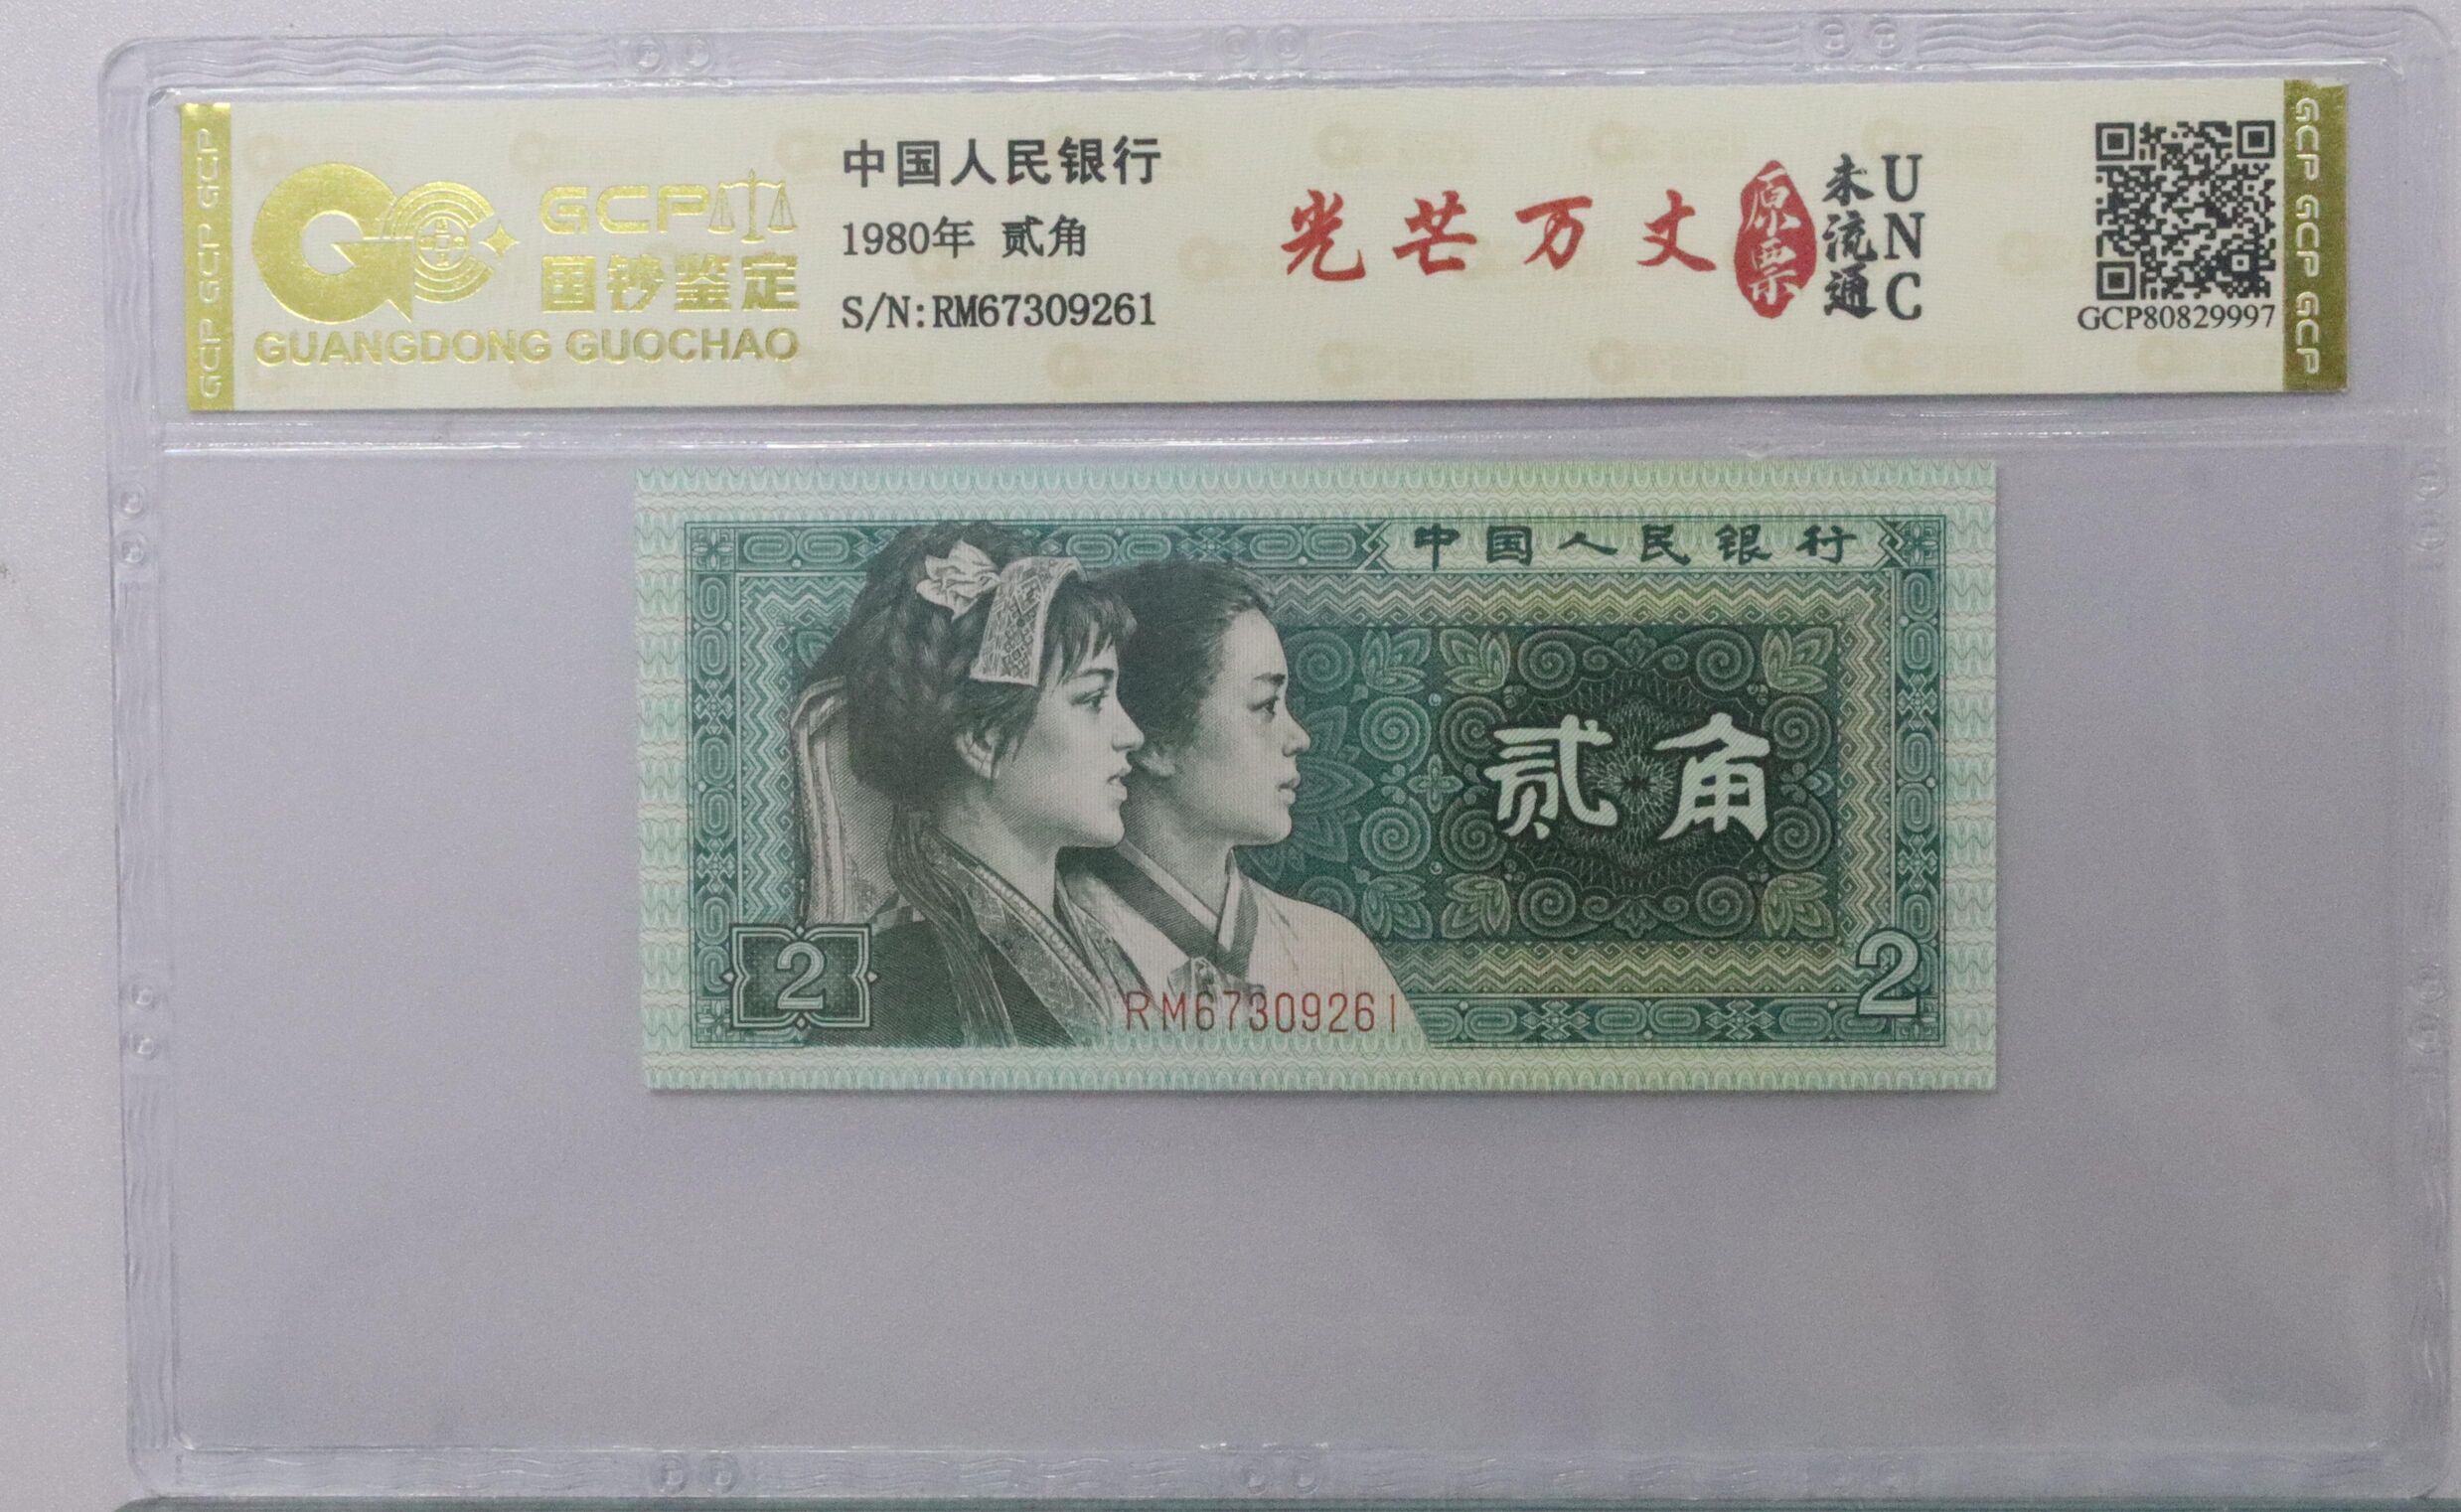 GCP GCP GCP
GCP
国钞鉴定
GUANGDONG GUOCHAO
中国人民银行
1980年 贰角
S/N:RM67309261
光芒万丈
原票
未流通
UNC
GCP80829997
GCP GCP GCP
中国人民银行
贰角
2
RM67309261
2